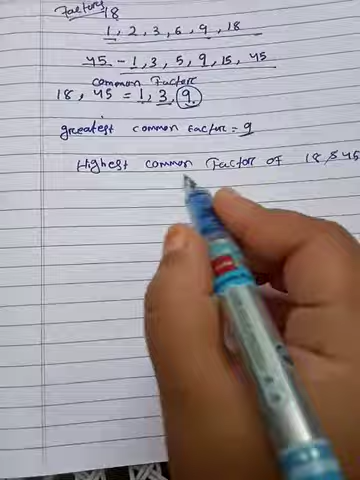 Factors 18
1, 2, 3, 6, 9, 18
45 - 1, 3, 5, 9, 15, 45
common Factor
18, 45 = 1, 3, 9
greatest common Factor = 9
Highest common Factor of 18 & 45